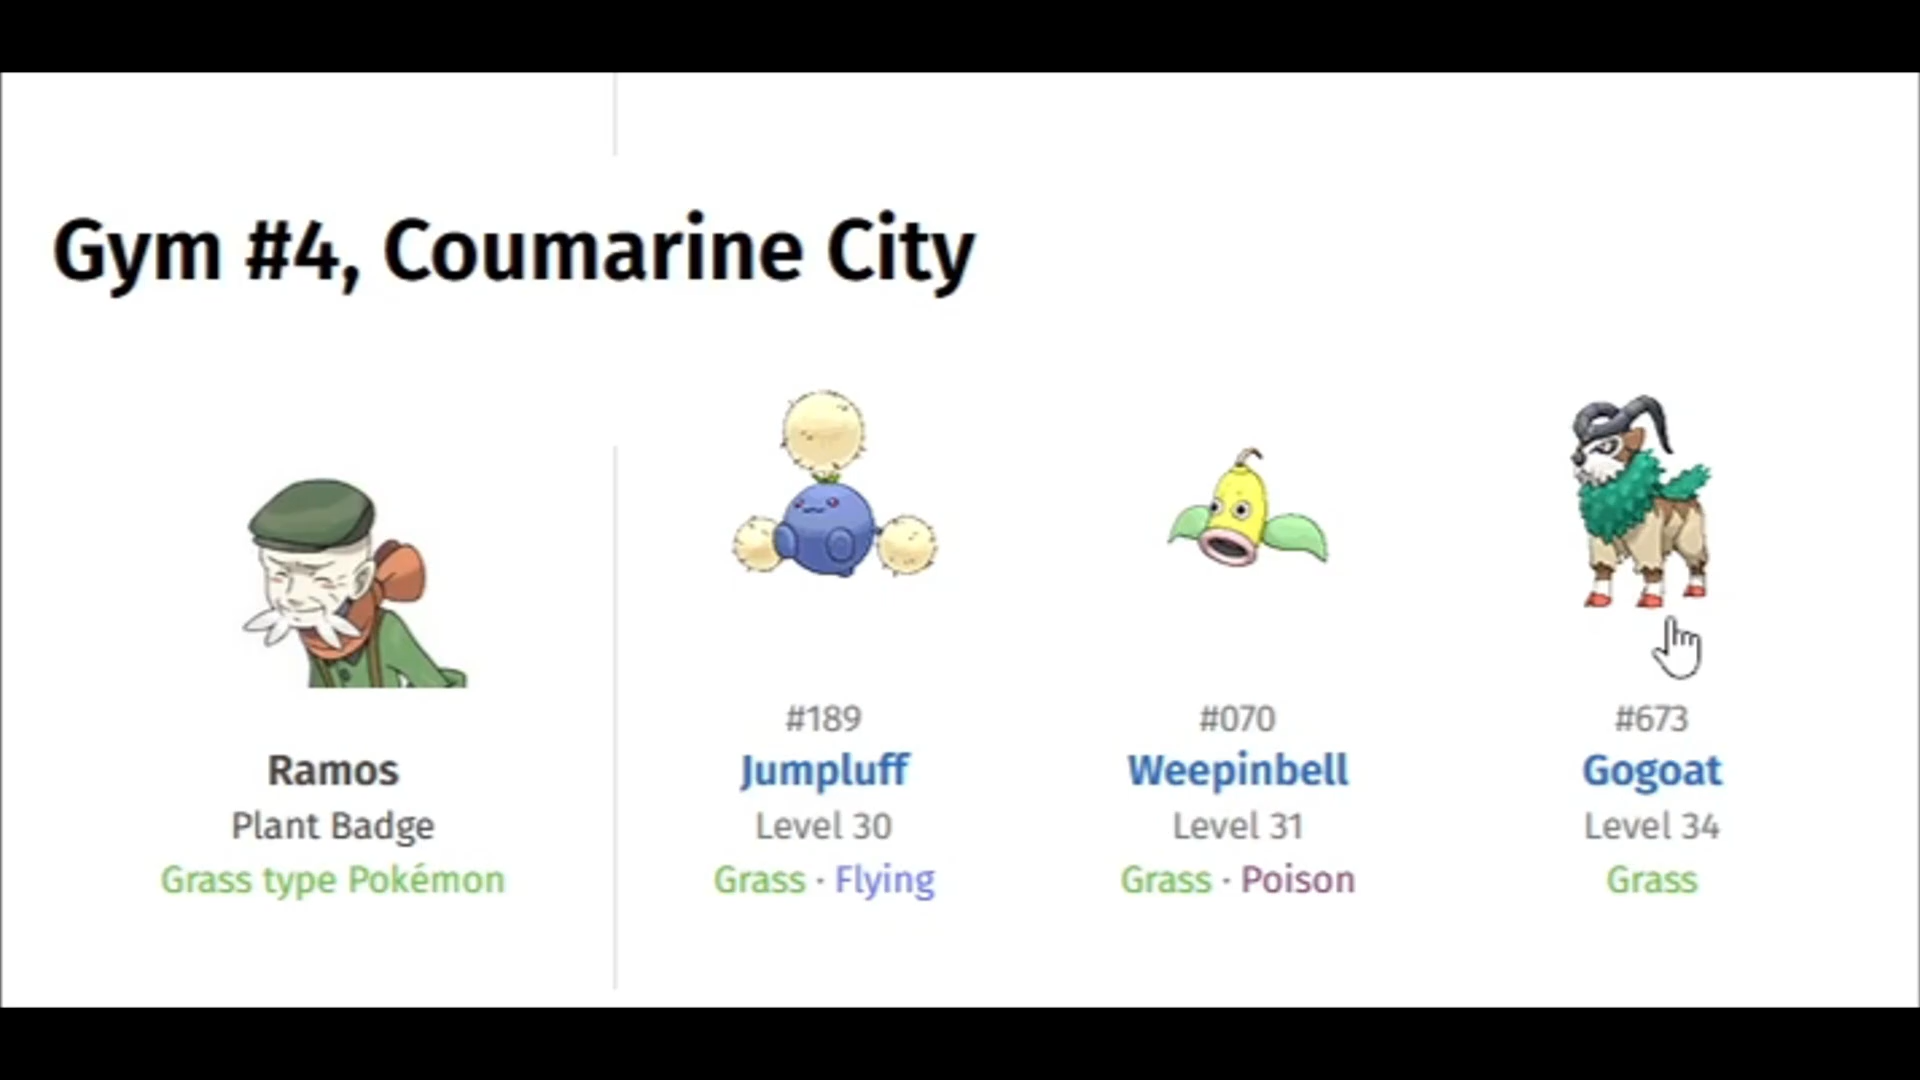 Gym #4, Coumarine City
Ramos
Plant Badge
Grass type Pokémon
#189
Jumpluff
Level 30
Grass · Flying
#070
Weepinbell
Level 31
Grass · Poison
#673
Gogoat
Level 34
Grass